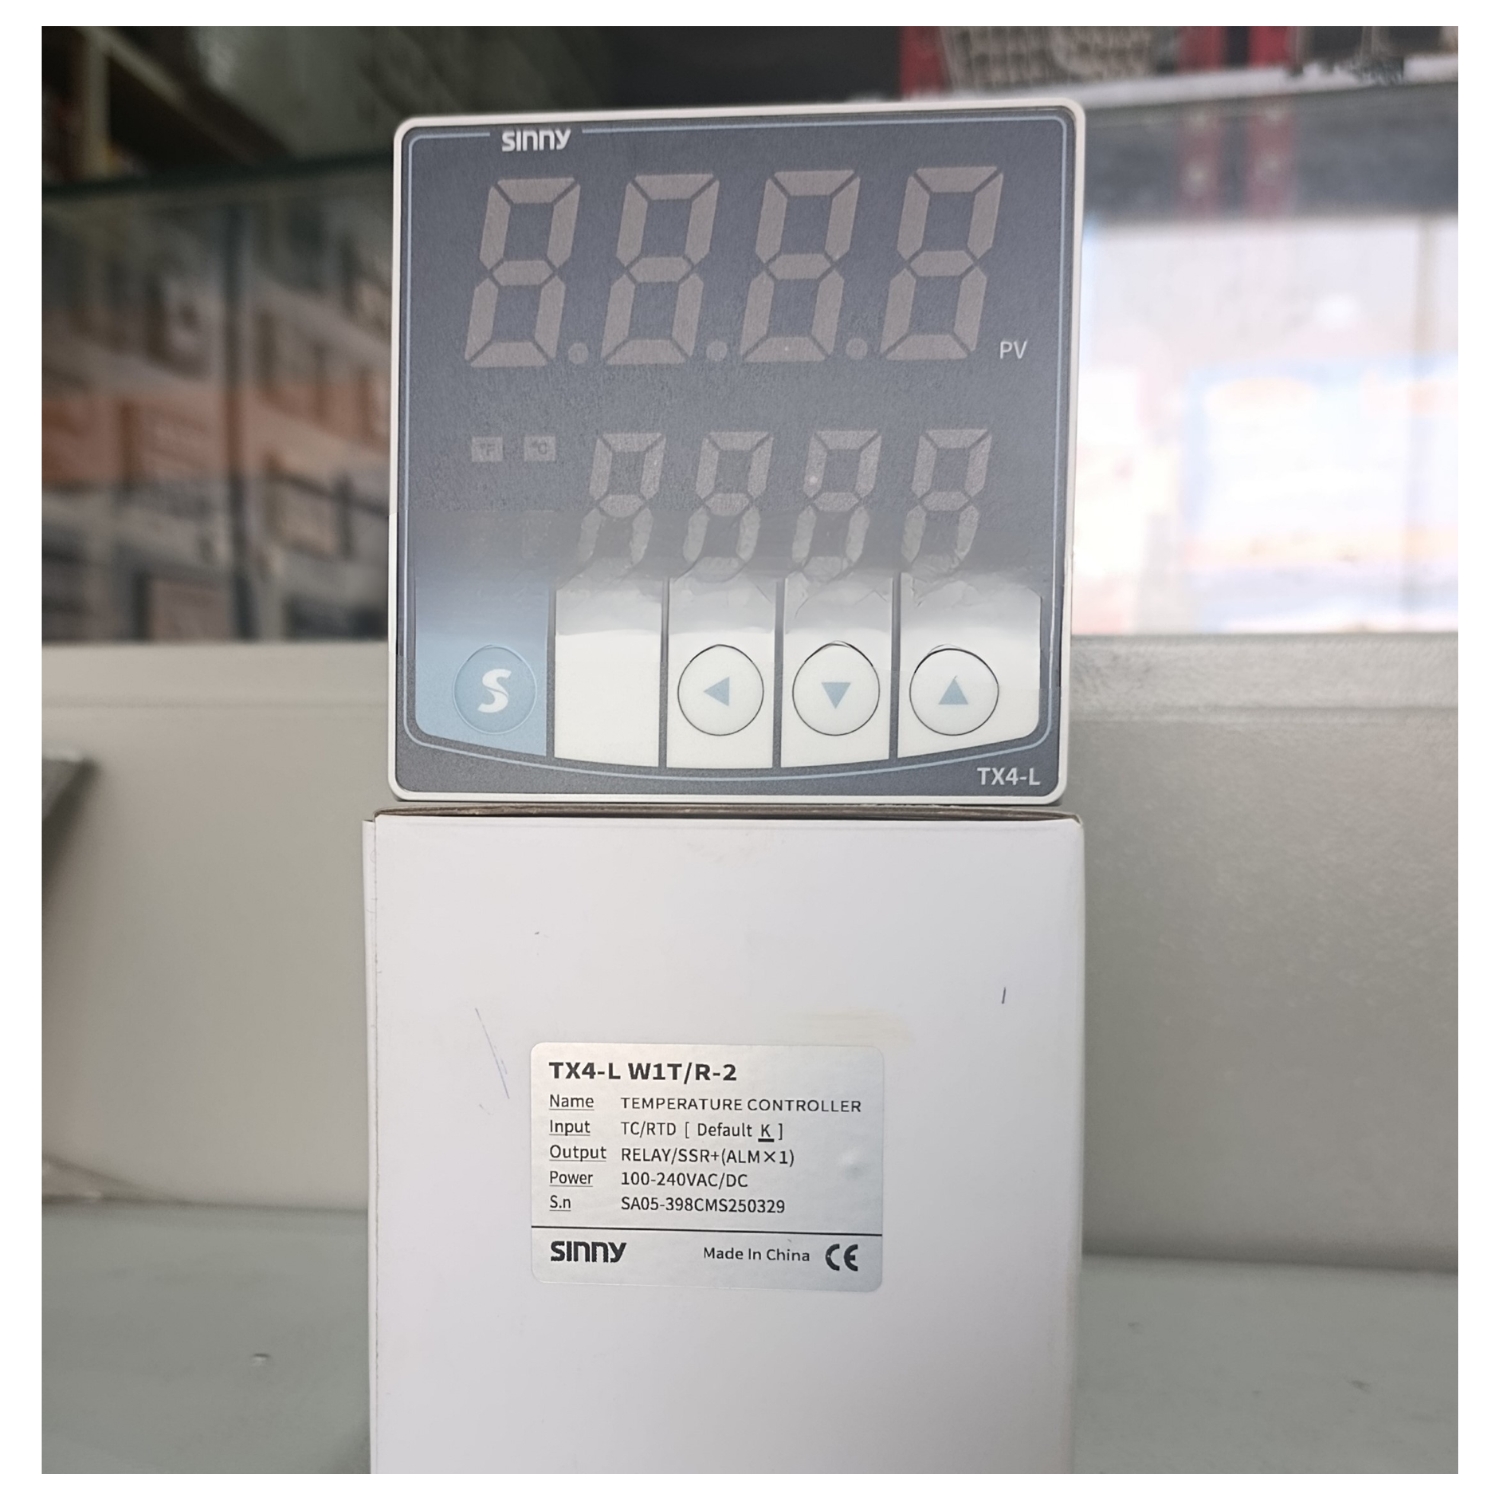 sinny
PV
°F °C
S
TX4-L
TX4-L W1T/R-2
Name TEMPERATURE CONTROLLER
Input TC/RTD [ Default K ]
Output RELAY/SSR+(ALM×1)
Power 100-240VAC/DC
S.n SA05-398CMS250329
sinny Made In China CE